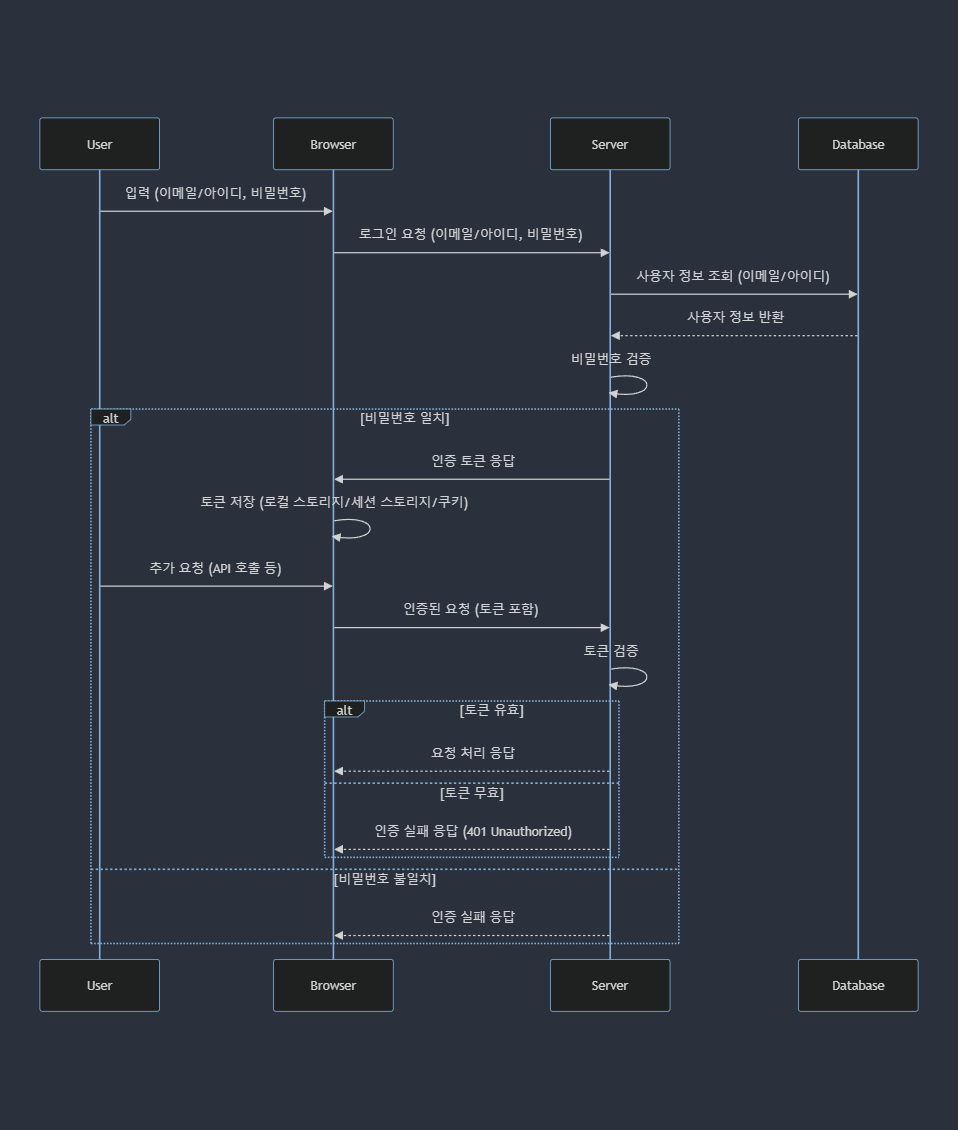 User
Browser
Server
Database
입력 (이메일/아이디, 비밀번호)
로그인 요청 (이메일/아이디, 비밀번호)
사용자 정보 조회 (이메일/아이디)
사용자 정보 반환
비밀번호 검증
alt
[비밀번호 일치]
인증 토큰 응답
토큰 저장 (로컬 스토리지/세션 스토리지/쿠키)
추가 요청 (API 호출 등)
인증된 요청 (토큰 포함)
토큰 검증
alt
[토큰 유효]
요청 처리 응답
[토큰 무효]
인증 실패 응답 (401 Unauthorized)
[비밀번호 불일치]
인증 실패 응답
User
Browser
Server
Database